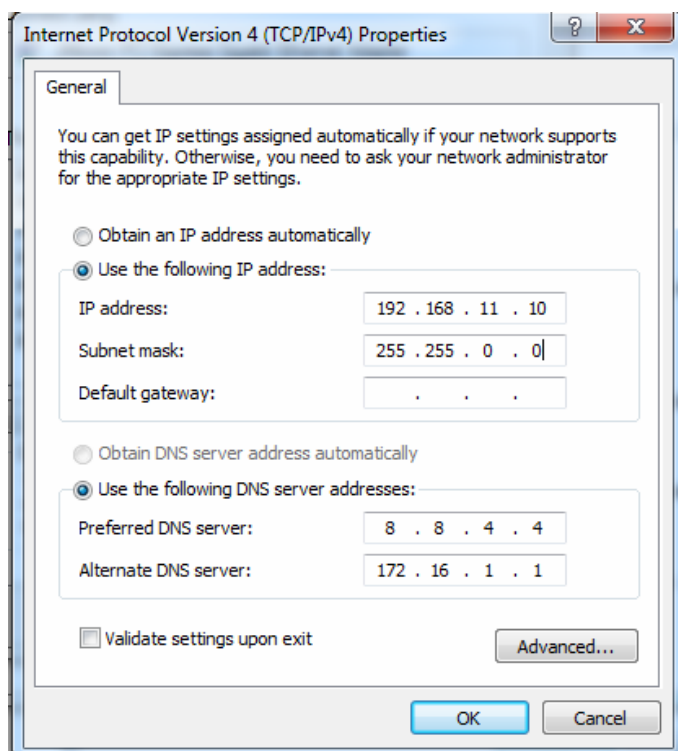 Internet Protocol Version 4 (TCP/IPv4) Properties
General
You can get IP settings assigned automatically if your network supports
this capability. Otherwise, you need to ask your network administrator
for the appropriate IP settings.
Obtain an IP address automatically
Use the following IP address:
IP address: 192 . 168 . 11 . 10
Subnet mask: 255 . 255 . 0 . 0
Default gateway: . . .
Obtain DNS server address automatically
Use the following DNS server addresses:
Preferred DNS server: 8 . 8 . 4 . 4
Alternate DNS server: 172 . 16 . 1 . 1
Validate settings upon exit
Advanced...
OK Cancel